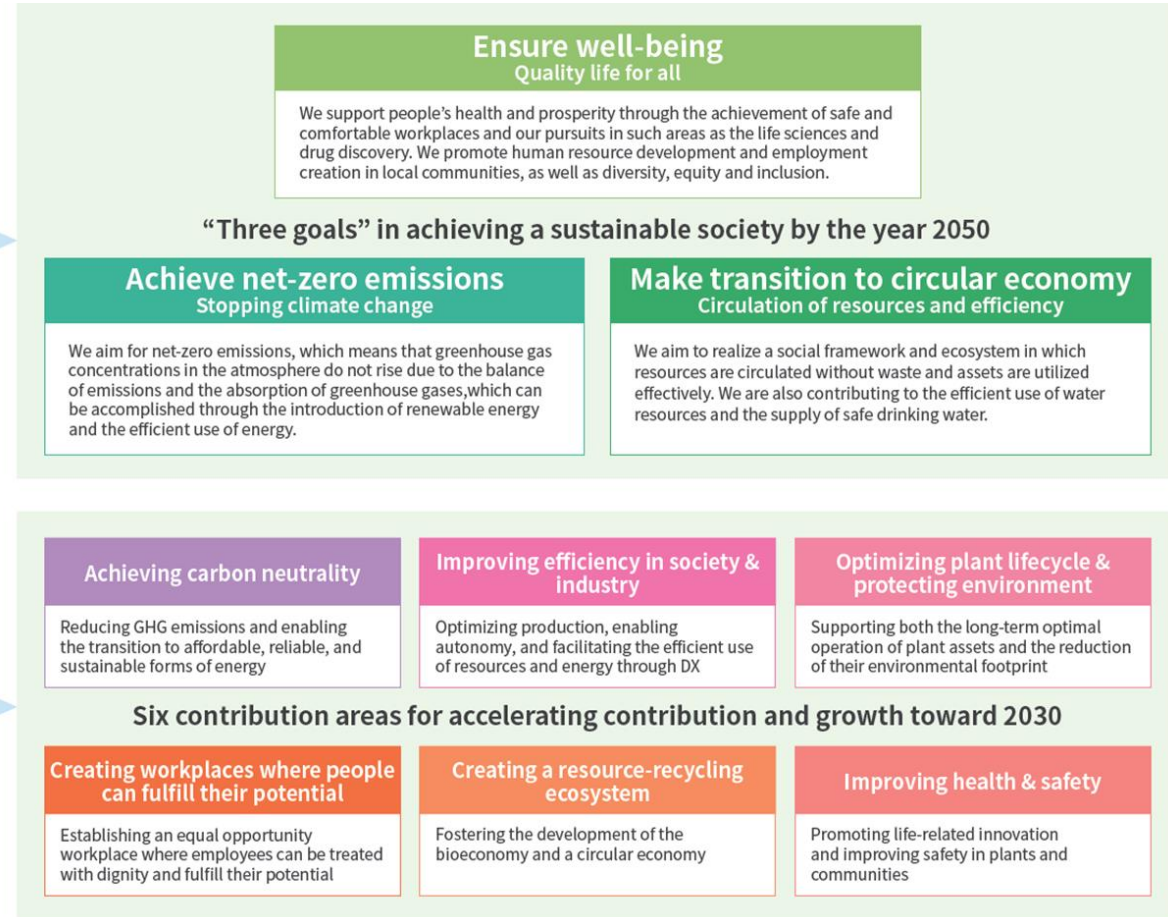 Ensure well-being
Quality life for all
We support people's health and prosperity through the achievement of safe and
comfortable workplaces and our pursuits in such areas as the life sciences and
drug discovery. We promote human resource development and employment
creation in local communities, as well as diversity, equity and inclusion.
“Three goals” in achieving a sustainable society by the year 2050
Achieve net-zero emissions
Stopping climate change
We aim for net-zero emissions, which means that greenhouse gas
concentrations in the atmosphere do not rise due to the balance
of emissions and the absorption of greenhouse gases,which can
be accomplished through the introduction of renewable energy
and the efficient use of energy.
Make transition to circular economy
Circulation of resources and efficiency
We aim to realize a social framework and ecosystem in which
resources are circulated without waste and assets are utilized
effectively. We are also contributing to the efficient use of water
resources and the supply of safe drinking water.
Achieving carbon neutrality
Reducing GHG emissions and enabling
the transition to affordable, reliable, and
sustainable forms of energy
Improving efficiency in society &
industry
Optimizing production, enabling
autonomy, and facilitating the efficient use
of resources and energy through DX
Optimizing plant lifecycle &
protecting environment
Supporting both the long-term optimal
operation of plant assets and the reduction
of their environmental footprint
Six contribution areas for accelerating contribution and growth toward 2030
Creating workplaces where people
can fulfill their potential
Establishing an equal opportunity
workplace where employees can be treated
with dignity and fulfill their potential
Creating a resource-recycling
ecosystem
Fostering the development of the
bioeconomy and a circular economy
Improving health & safety
Promoting life-related innovation
and improving safety in plants and
communities